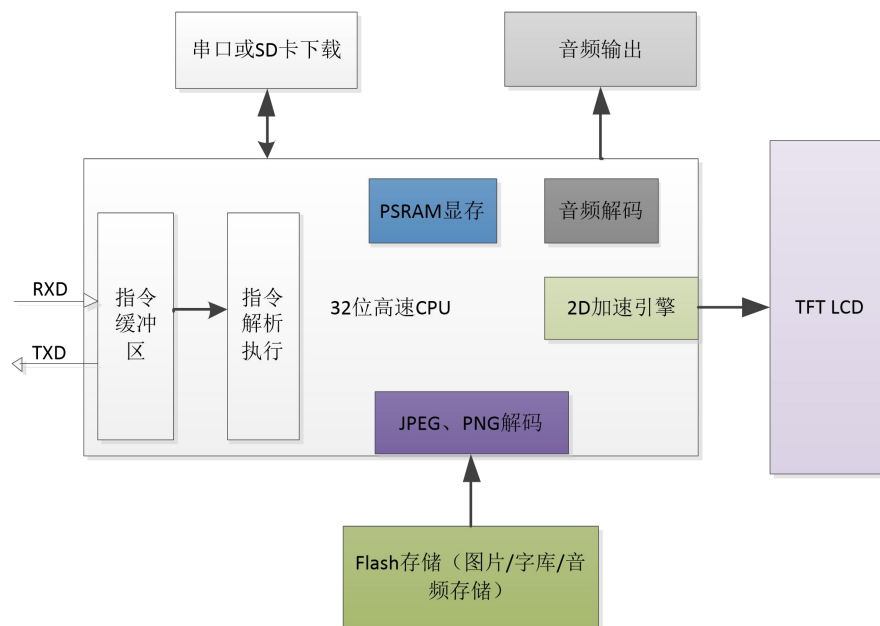 串口或SD卡下载
音频输出
PSRAM显存
音频解码
RXD
TXD
指令
缓冲
区
指令
解析
执行
32位高速CPU
2D加速引擎
TFT LCD
JPEG、PNG解码
Flash存储（图片/字库/音
频存储）